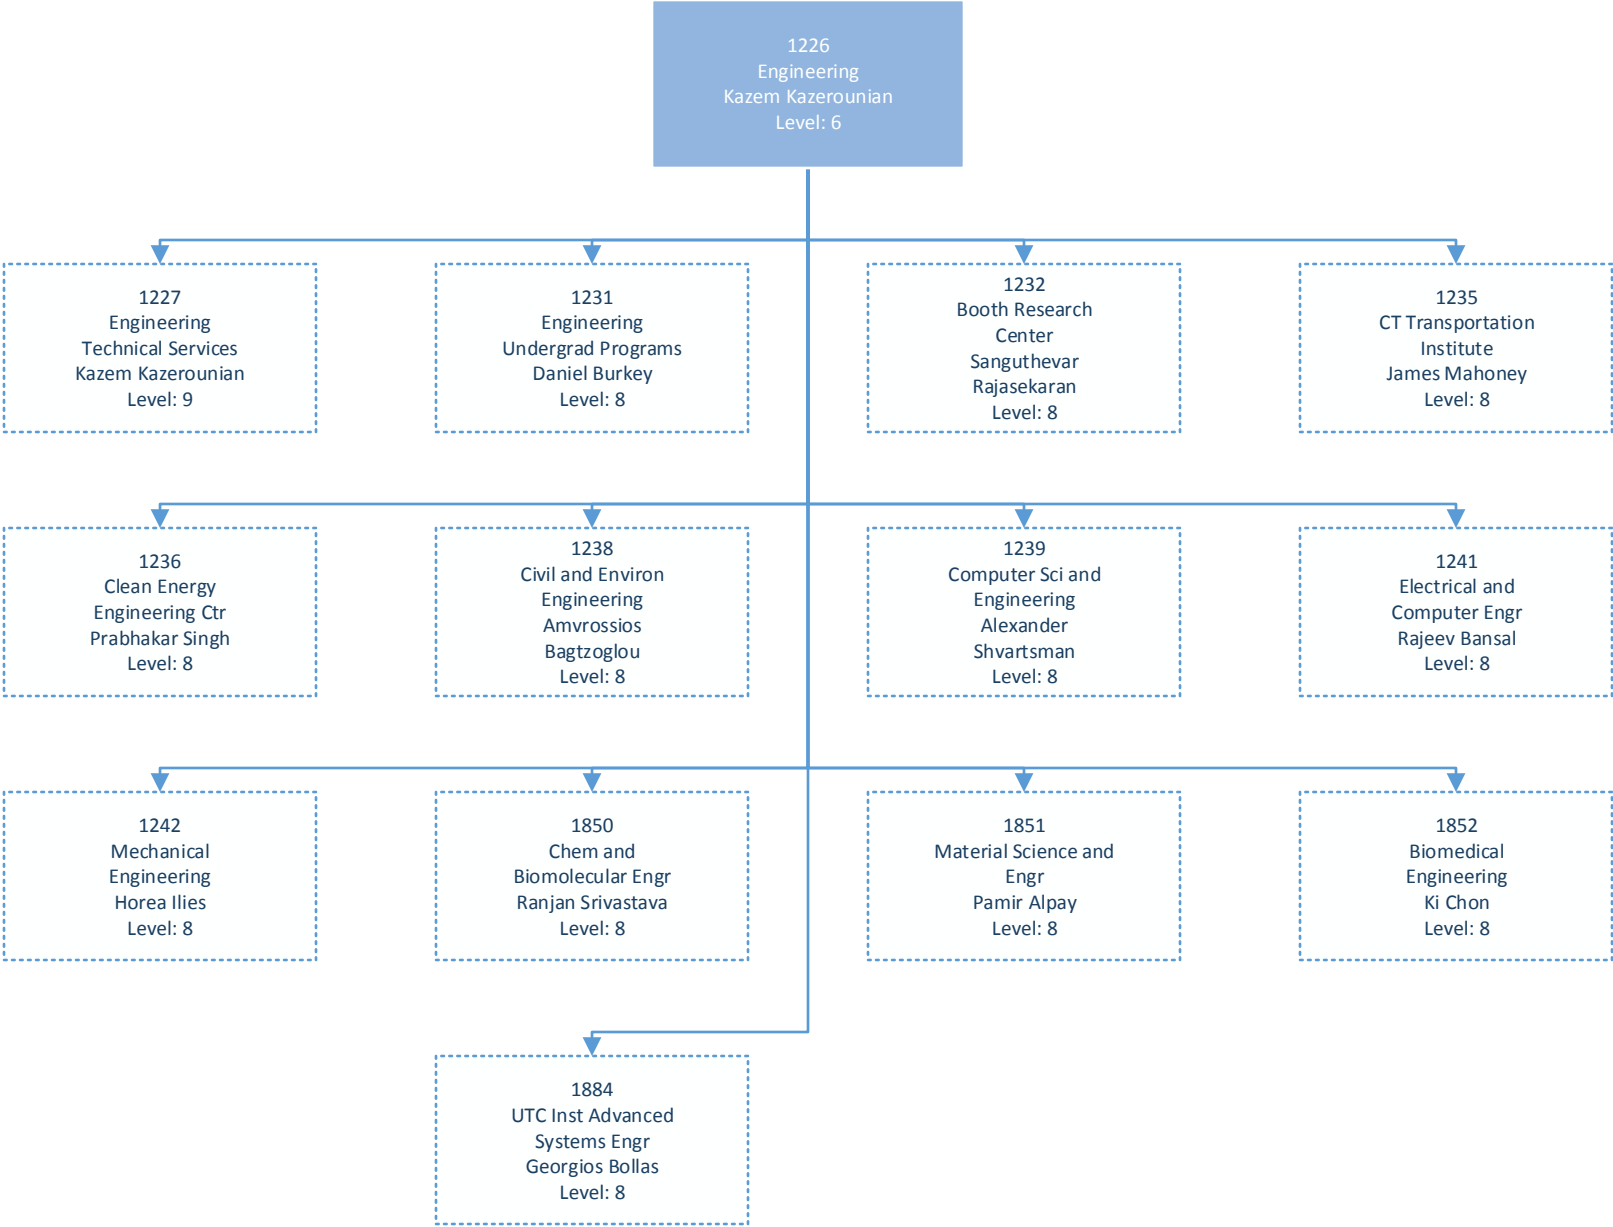 1226
Engineering
Kazem Kazerounian
Level: 6
1227
Engineering
Technical Services
Kazem Kazerounian
Level: 9
1231
Engineering
Undergrad Programs
Daniel Burkey
Level: 8
1232
Booth Research
Center
Sanguthevar
Rajasekaran
Level: 8
1235
CT Transportation
Institute
James Mahoney
Level: 8
1236
Clean Energy
Engineering Ctr
Prabhakar Singh
Level: 8
1238
Civil and Environ
Engineering
Amvrossios
Bagtzoglou
Level: 8
1239
Computer Sci and
Engineering
Alexander
Shvartsman
Level: 8
1241
Electrical and
Computer Engr
Rajeev Bansal
Level: 8
1242
Mechanical
Engineering
Horea Ilies
Level: 8
1850
Chem and
Biomolecular Engr
Ranjan Srivastava
Level: 8
1851
Material Science and
Engr
Pamir Alpay
Level: 8
1852
Biomedical
Engineering
Ki Chon
Level: 8
1884
UTC Inst Advanced
Systems Engr
Georgios Bollas
Level: 8